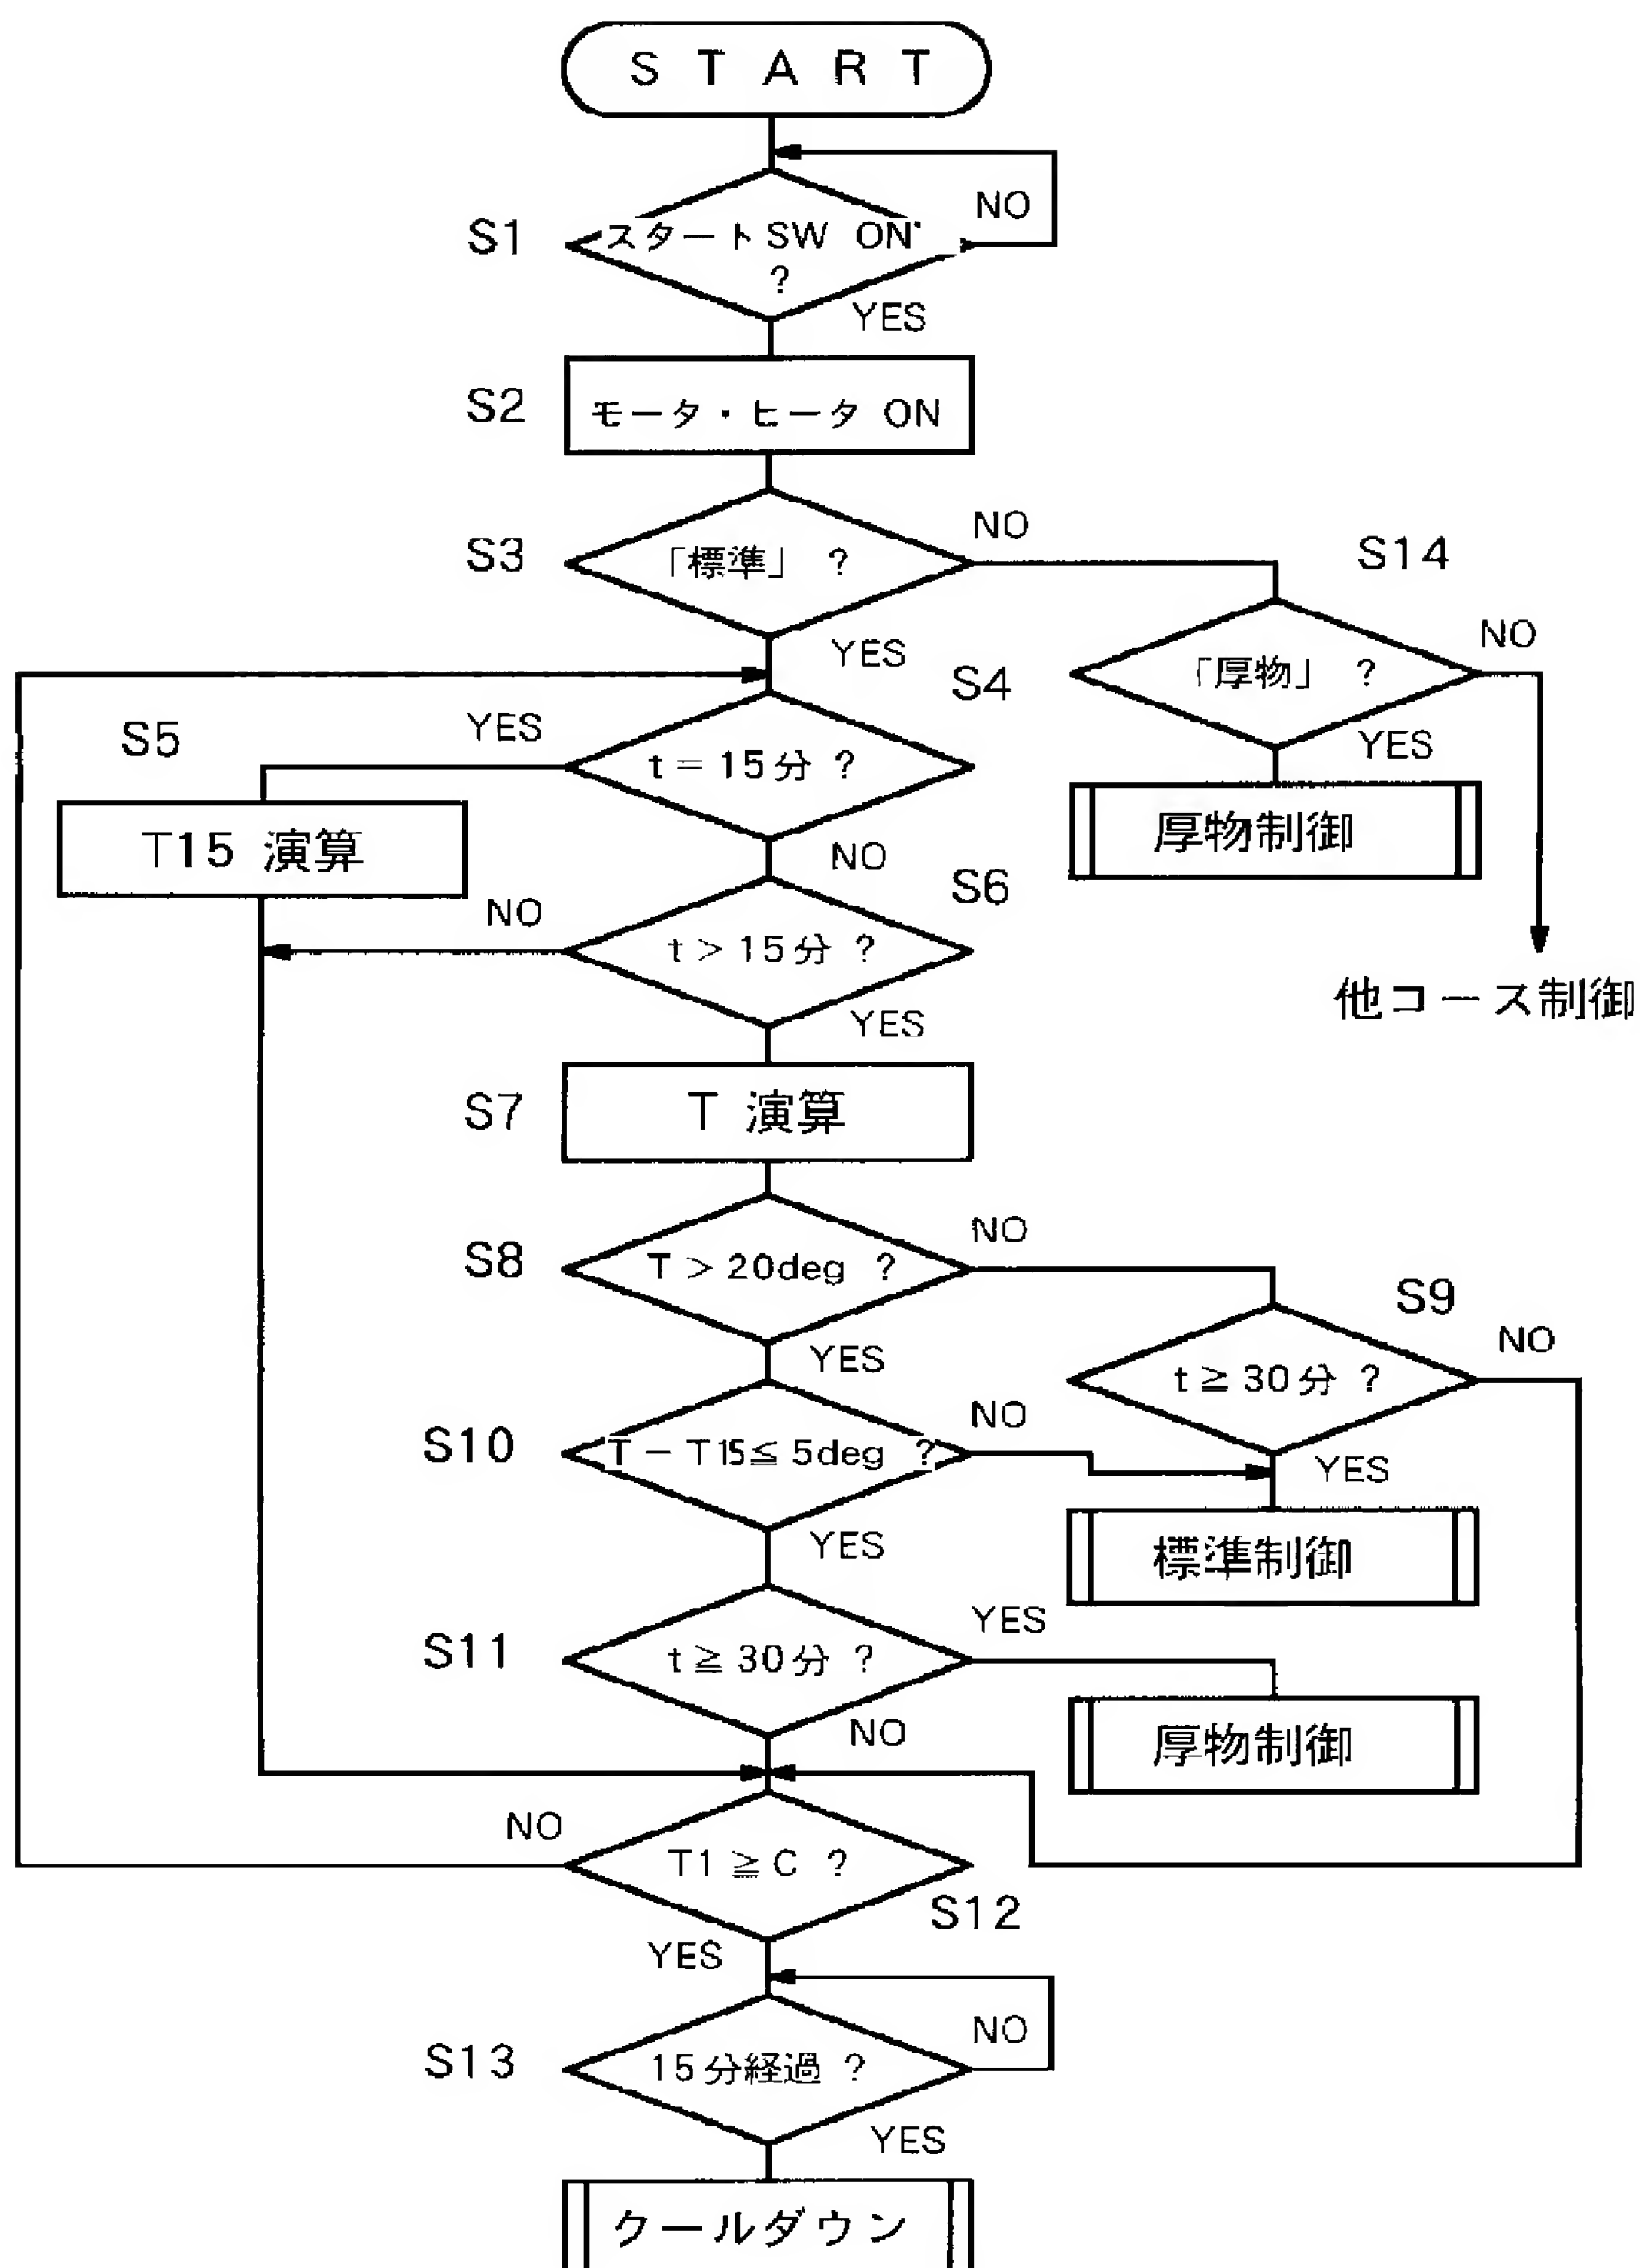 START
NO
S1
スタートSW ON
?
YES
S2
モータ・ヒータ ON
S3
「標準」 ?
NO
S14
YES
「厚物」 ?
NO
YES
厚物制御
他コース制御
S4
t = 15分 ?
YES
S5
T15 演算
NO
S6
t > 15分 ?
NO
YES
S7
T 演算
S8
T > 20deg ?
NO
YES
S9
t ≧ 30分 ?
NO
YES
標準制御
S10
T − T15≦ 5deg ?
NO
YES
S11
t ≧ 30分 ?
YES
厚物制御
NO
T1 ≧ C ?
NO
S12
YES
S13
15分経過 ?
NO
YES
クールダウン